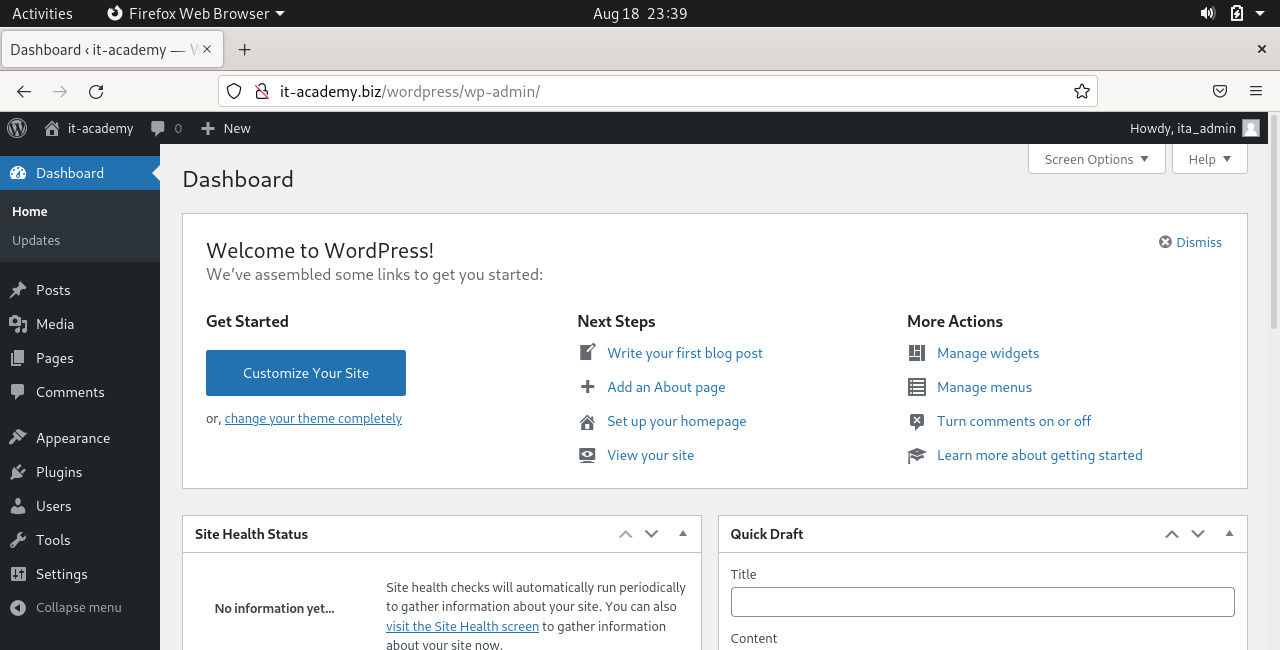 Activities Firefox Web Browser Aug 18 23:39
Dashboard ‹ it-academy — W
it-academy.biz/wordpress/wp-admin/
it-academy 0 New Howdy, ita_admin
Screen Options Help
Dashboard
Home
Updates
Posts
Media
Pages
Comments
Appearance
Plugins
Users
Tools
Settings
Collapse menu
Dashboard
Welcome to WordPress!
Dismiss
We've assembled some links to get you started:
Get Started
Customize Your Site
or, change your theme completely
Next Steps
Write your first blog post
Add an About page
Set up your homepage
View your site
More Actions
Manage widgets
Manage menus
Turn comments on or off
Learn more about getting started
Site Health Status
No information yet...
Site health checks will automatically run periodically
to gather information about your site. You can also
visit the Site Health screen to gather information
about your site now.
Quick Draft
Title
Content